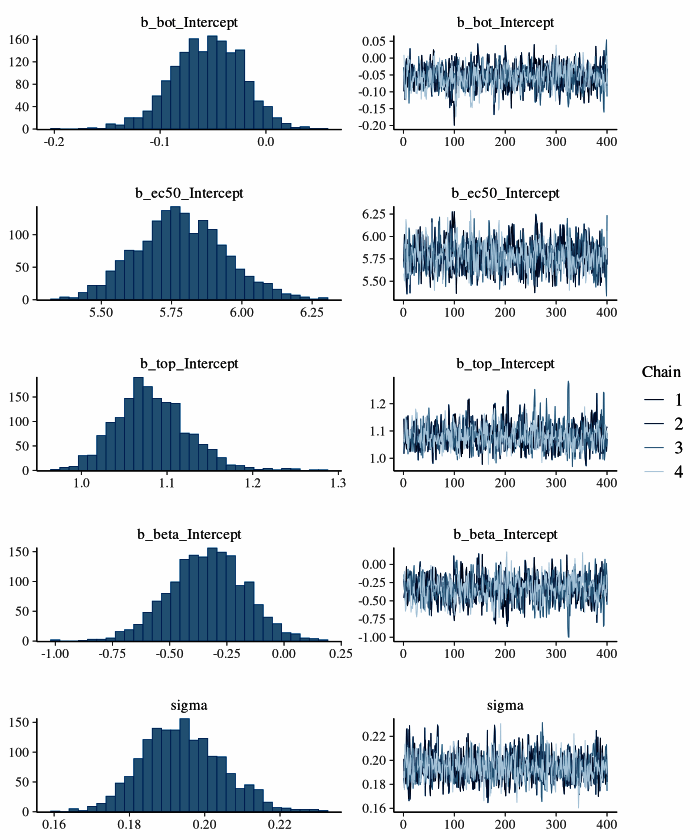 b_bot_Intercept
160
120
80
40
0
-0.2 -0.1 0.0
b_bot_Intercept
0.05
0.00
-0.05
-0.10
-0.15
-0.20
0 100 200 300 400
b_ec50_Intercept
100
50
0
5.50 5.75 6.00 6.25
b_ec50_Intercept
6.25
6.00
5.75
5.50
0 100 200 300 400
b_top_Intercept
150
100
50
0
1.0 1.1 1.2 1.3
b_top_Intercept
1.2
1.1
1.0
0 100 200 300 400
Chain
1
2
3
4
b_beta_Intercept
150
100
50
0
-1.00 -0.75 -0.50 -0.25 0.00 0.25
b_beta_Intercept
0.00
-0.25
-0.50
-0.75
-1.00
0 100 200 300 400
sigma
150
100
50
0
0.16 0.18 0.20 0.22
sigma
0.22
0.20
0.18
0.16
0 100 200 300 400